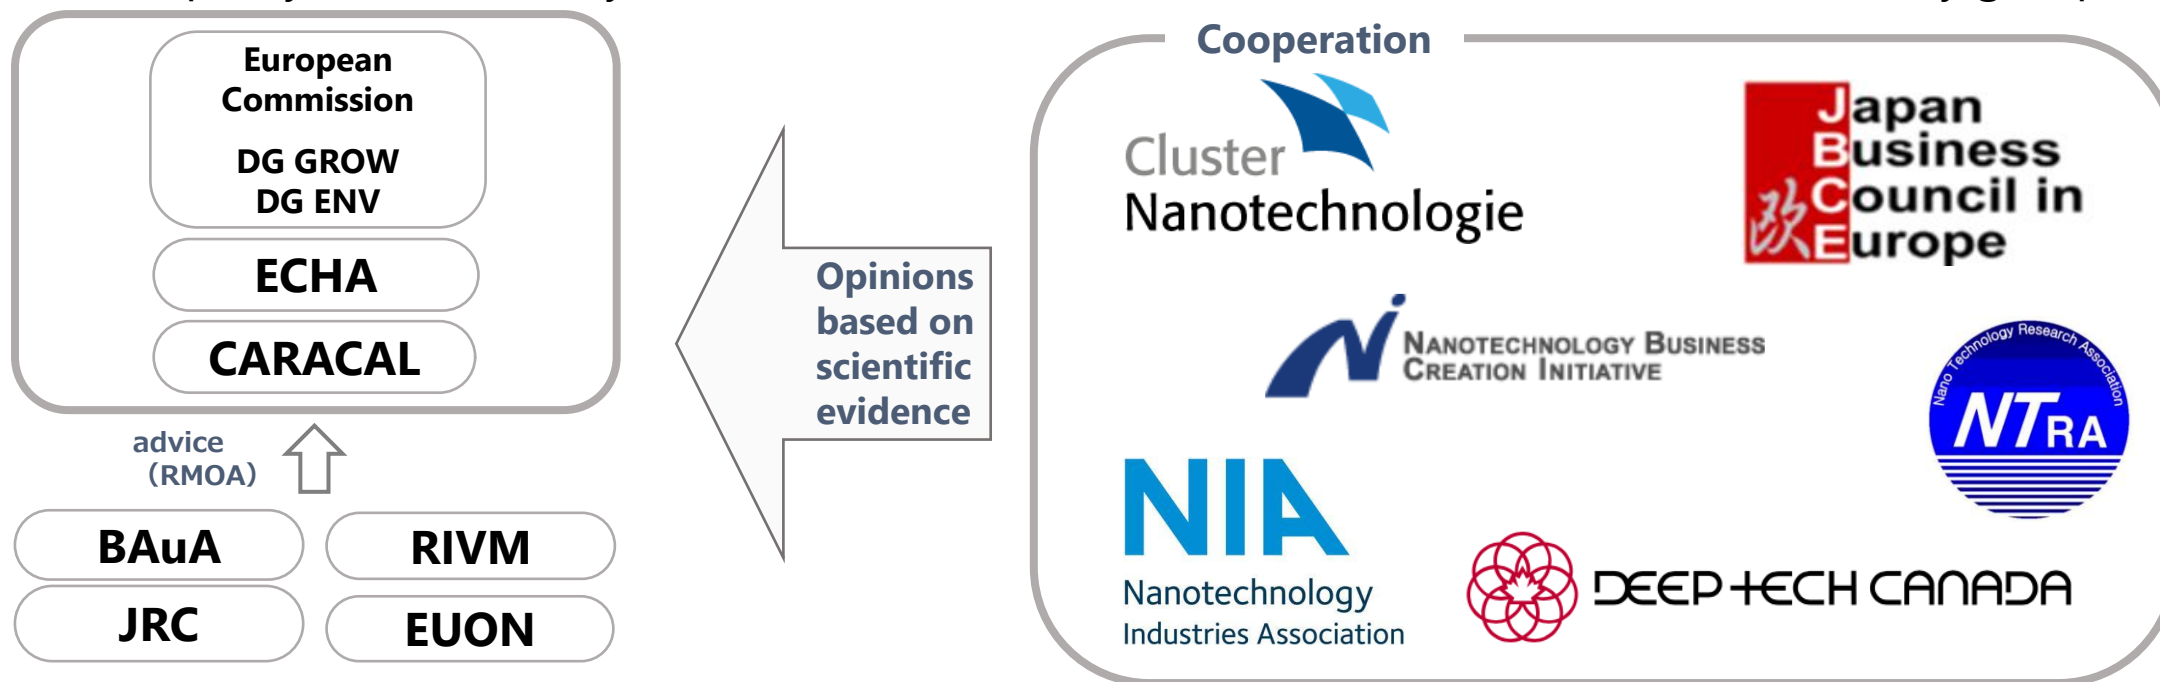 European
Commission
DG GROW
DG ENV
ECHA
CARACAL
advice
（RMOA）
BAuA
RIVM
JRC
EUON
Opinions
based on
scientific
evidence
Cooperation
Cluster
Nanotechnologie
Japan
Business
Council in
Europe
欧
NANOTECHNOLOGY BUSINESS
CREATION INITIATIVE
Nano Technology Research Association
NTRA
NIA
Nanotechnology
Industries Association
DEEP TECH CANADA